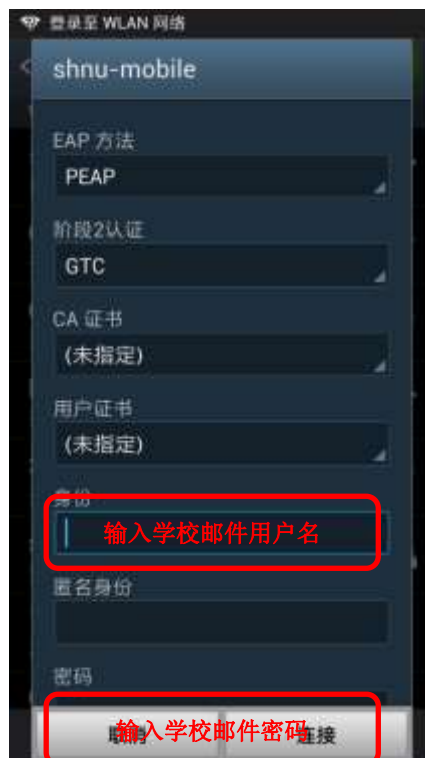 登录至 WLAN 网络
shnu-mobile
EAP 方法
PEAP
阶段2认证
GTC
CA 证书
(未指定)
用户证书
(未指定)
身份
输入学校邮件用户名
匿名身份
密码
输入学校邮件密码
取消
连接